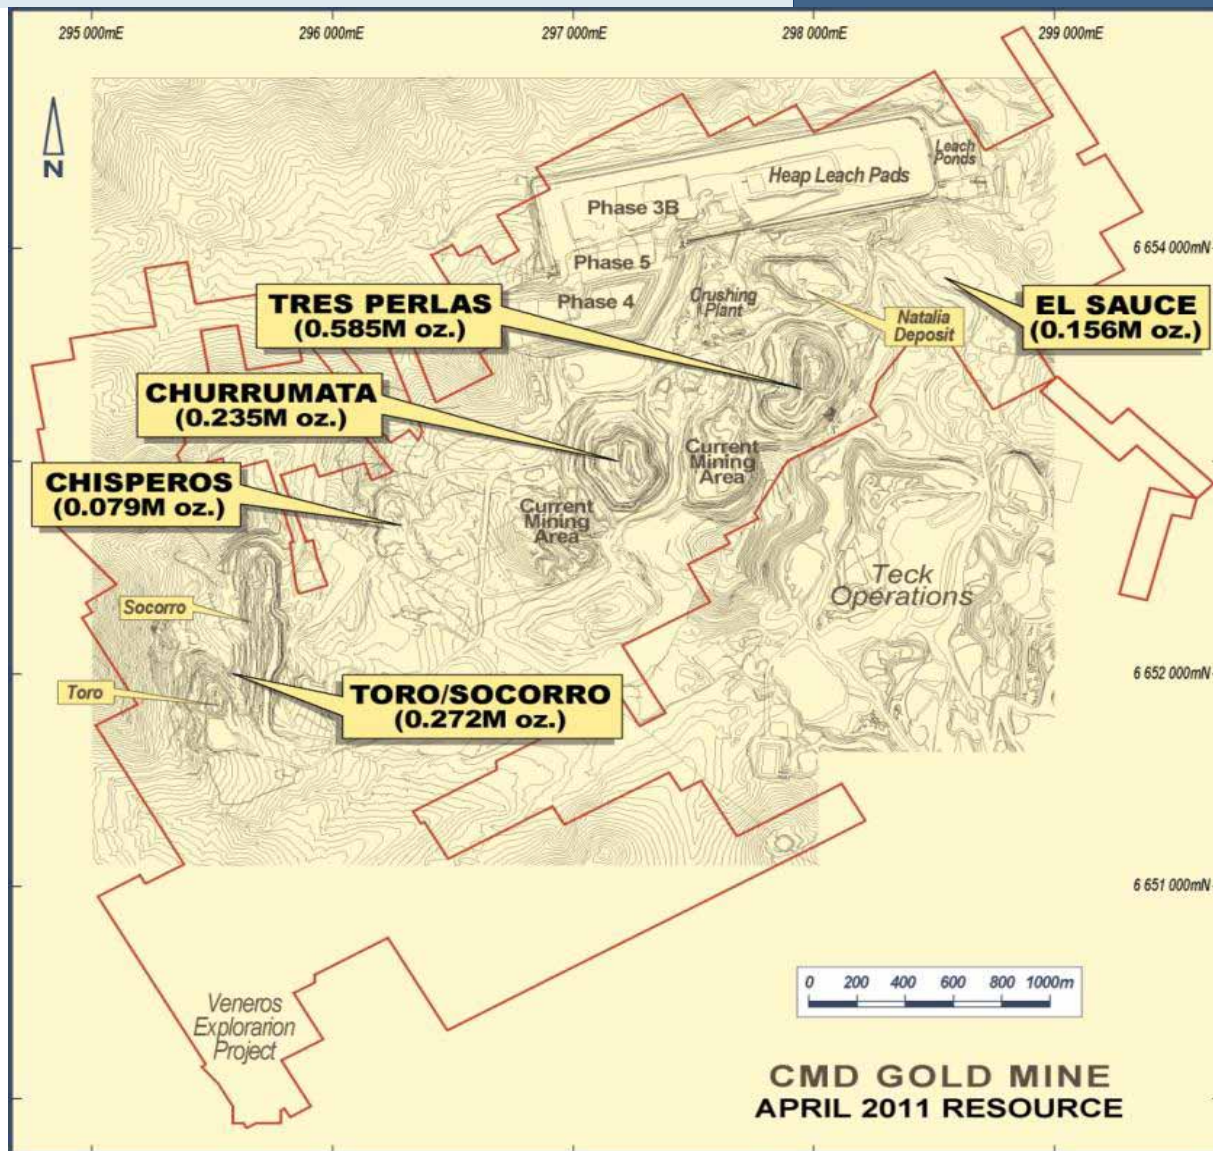 295 000mE
296 000mE
297 000mE
298 000mE
299 000mE
N
Leach
Ponds
Heap Leach Pads
Phase 3B
6 654 000mN
Phase 5
TRES PERLAS
(0.585M oz.)
Phase 4
Crushing
Plant
Natalia
Deposit
EL SAUCE
(0.156M oz.)
CHURRUMATA
(0.235M oz.)
Current
Mining
Area
CHISPEROS
(0.079M oz.)
Current
Mining
Area
Teck
Operations
Socorro
6 652 000mN
Toro
TORO/SOCORRO
(0.272M oz.)
6 651 000mN
0 200 400 600 800 1000m
Veneros
Explorarion
Project
CMD GOLD MINE
APRIL 2011 RESOURCE